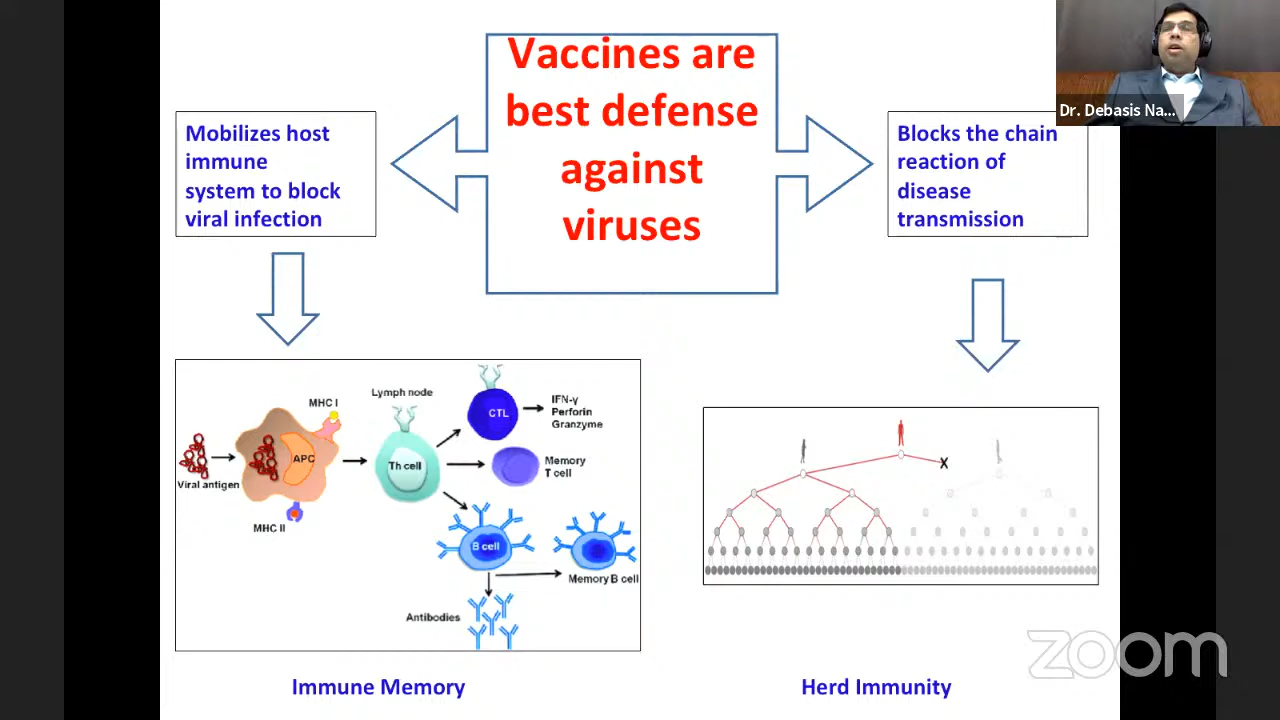 Vaccines are
best defense
against
viruses
Mobilizes host
immune
system to block
viral infection
Blocks the chain
reaction of
disease
transmission
Dr. Debasis Na...
Lymph node
MHC I
CTL
IFN-γ
Perforin
Granzyme
APC
Th cell
Memory
T cell
Viral antigen
MHC II
B cell
Memory B cell
Antibodies
X
Immune Memory
Herd Immunity
zoom